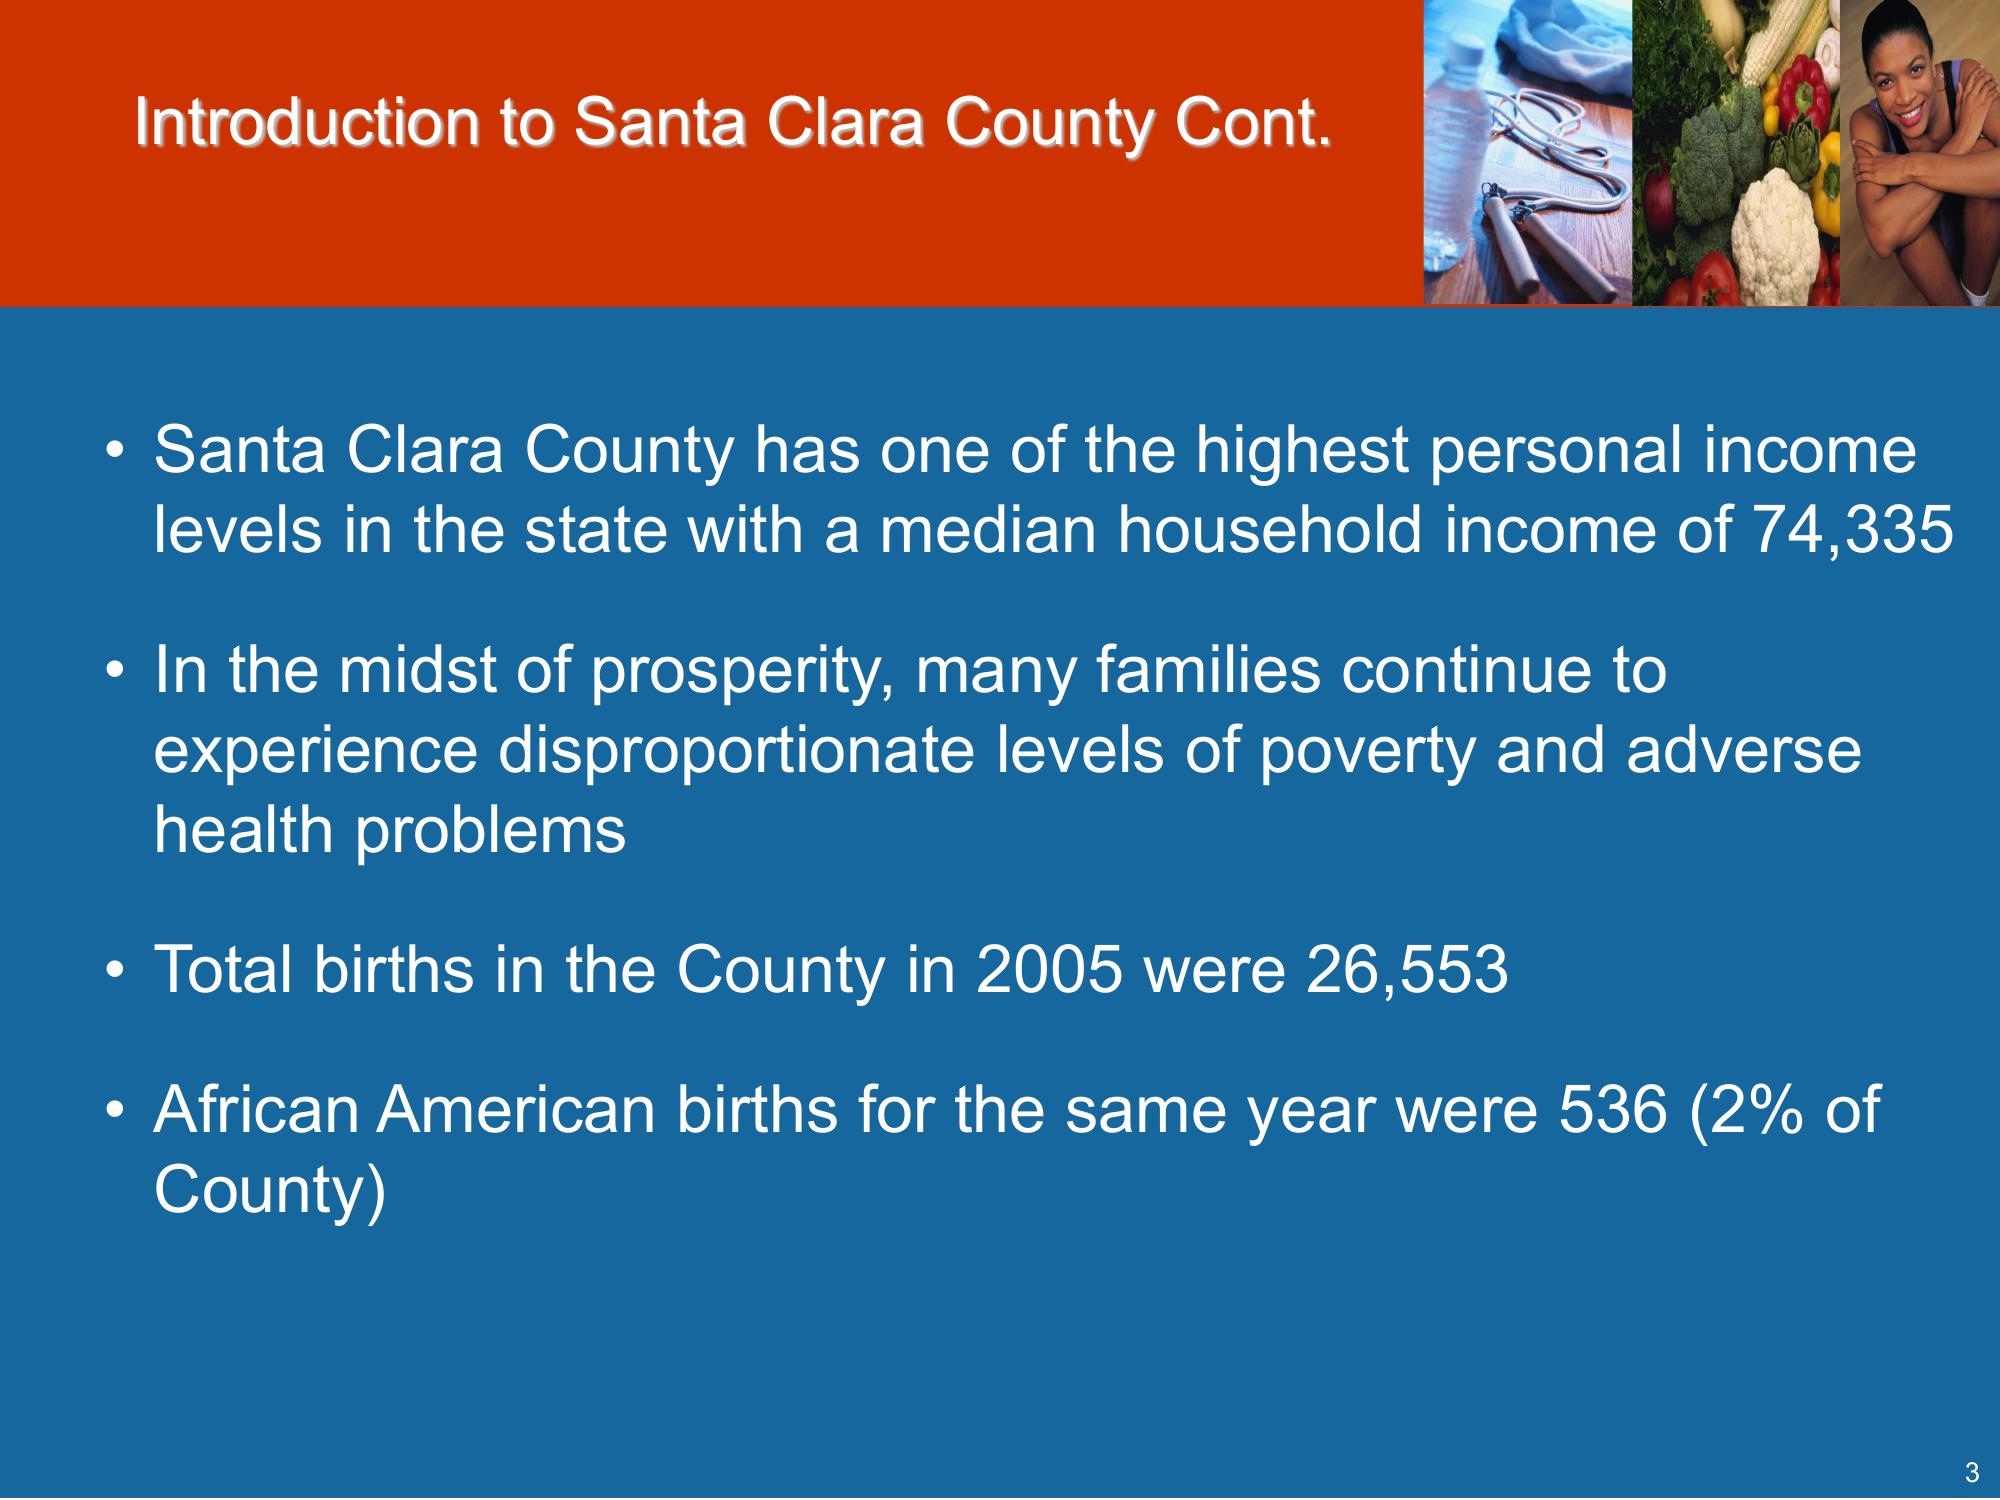 Introduction to Santa Clara County Cont.
• Santa Clara County has one of the highest personal income
levels in the state with a median household income of 74,335
• In the midst of prosperity, many families continue to
experience disproportionate levels of poverty and adverse
health problems
• Total births in the County in 2005 were 26,553
• African American births for the same year were 536 (2% of
County)
3